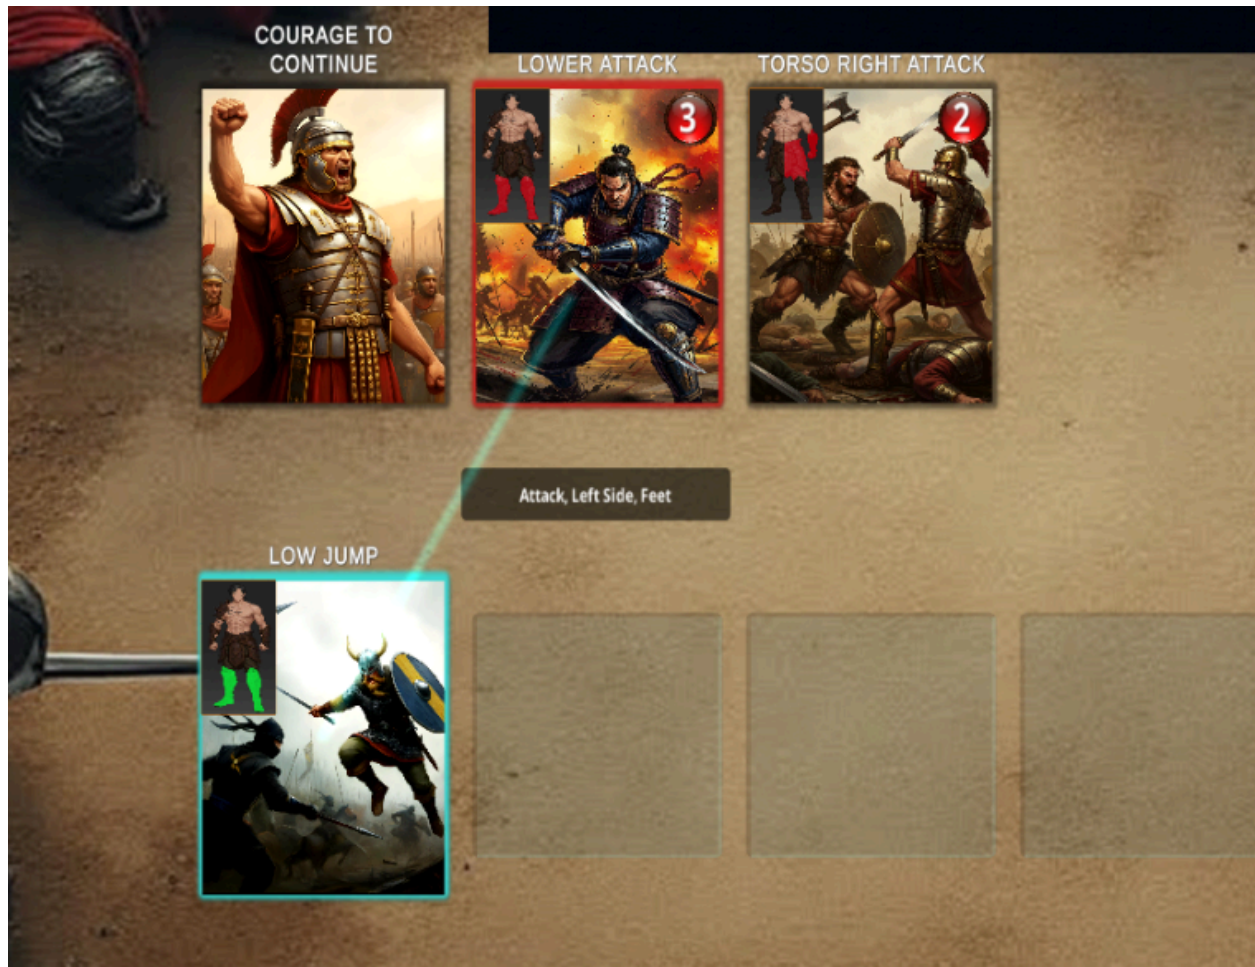 COURAGE TO
CONTINUE
LOWER ATTACK
TORSO RIGHT ATTACK
3
2
Attack, Left Side, Feet
LOW JUMP